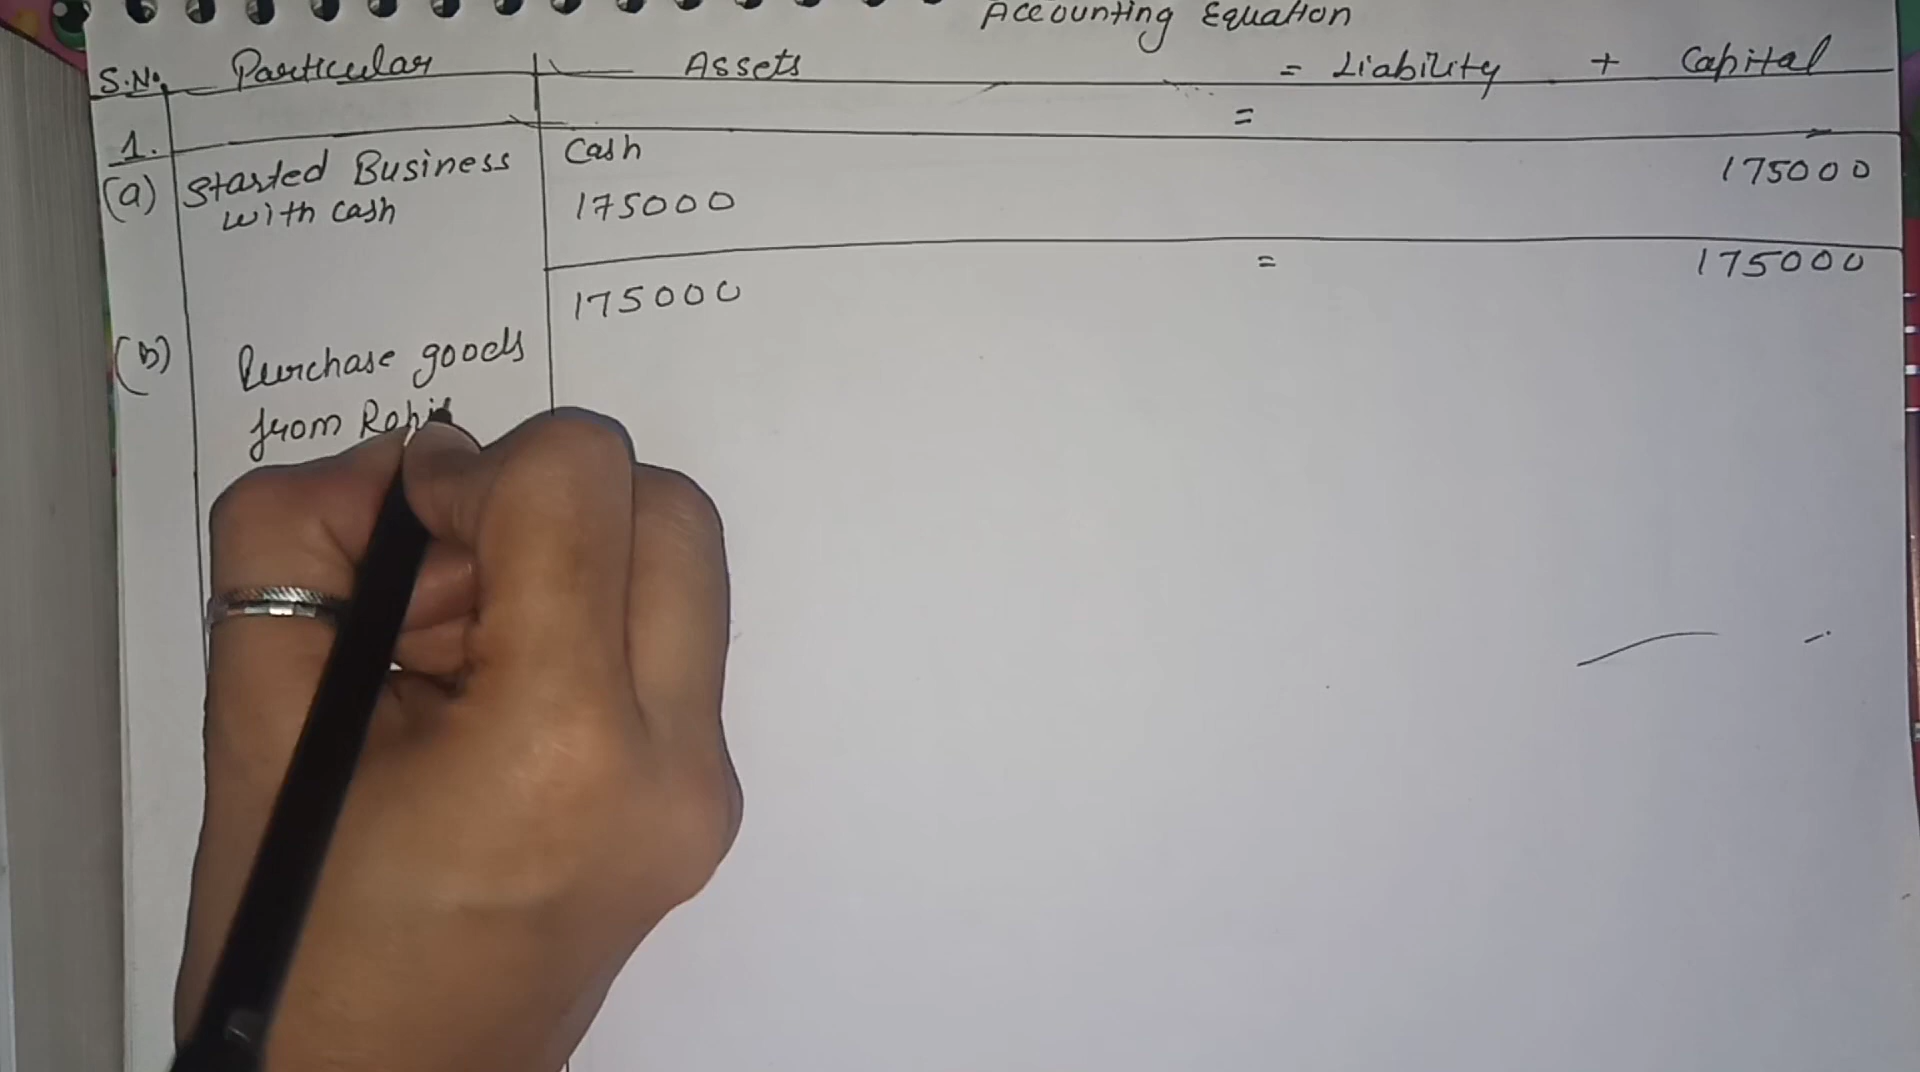 Accounting Equation
S.No. Particular Assets = Liability + Capital
=
1.
(a) Started Business Cash 175000
with cash 175000
175000 = 175000
(b) Purchase goods
from